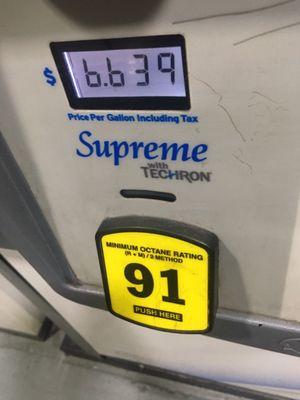 $ 6.639
Price Per Gallon Including Tax
Supreme
with
TECHRON
MINIMUM OCTANE RATING
(R + M) / 2 METHOD
91
PUSH HERE